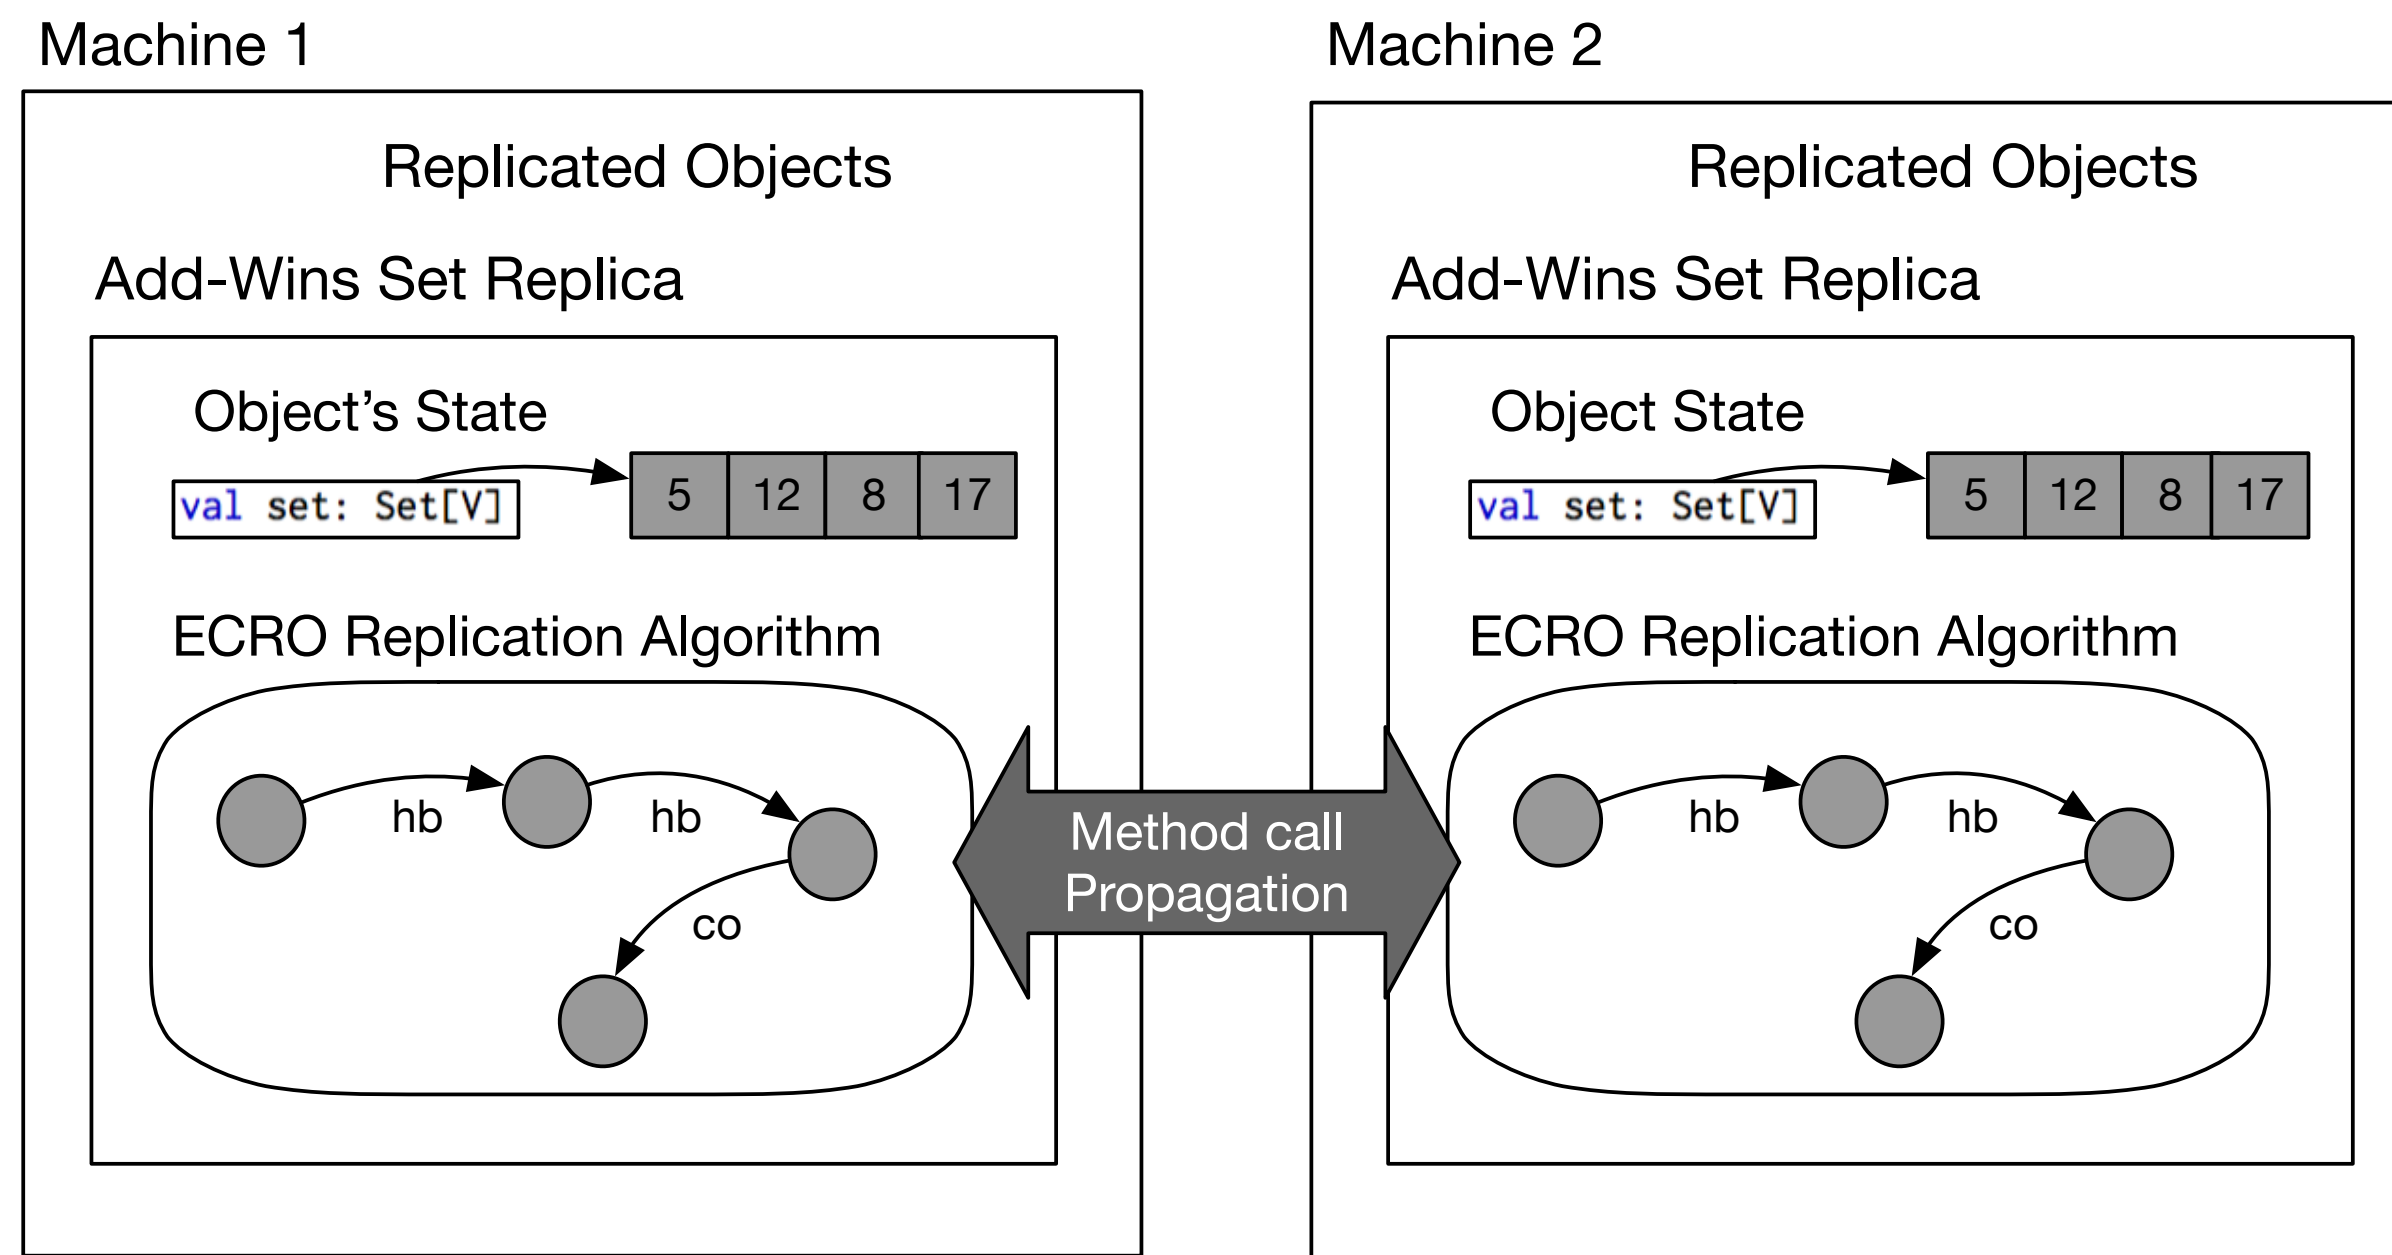 Machine 1
Replicated Objects
Add-Wins Set Replica
Object’s State
val set: Set[V]
5 12 8 17
ECRO Replication Algorithm
hb
hb
co
Method call
Propagation
Machine 2
Replicated Objects
Add-Wins Set Replica
Object State
val set: Set[V]
5 12 8 17
ECRO Replication Algorithm
hb
hb
co